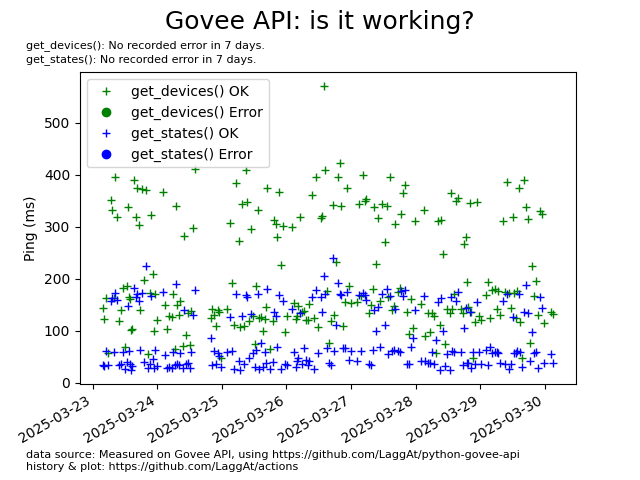 Govee API: is it working?
get_devices(): No recorded error in 7 days.
get_states(): No recorded error in 7 days.
get_devices() OK
get_devices() Error
get_states() OK
get_states() Error
Ping (ms)
500
400
300
200
100
0
2025-03-23
2025-03-24
2025-03-25
2025-03-26
2025-03-27
2025-03-28
2025-03-29
2025-03-30
data source: Measured on Govee API, using https://github.com/LaggAt/python-govee-api
history & plot: https://github.com/LaggAt/actions